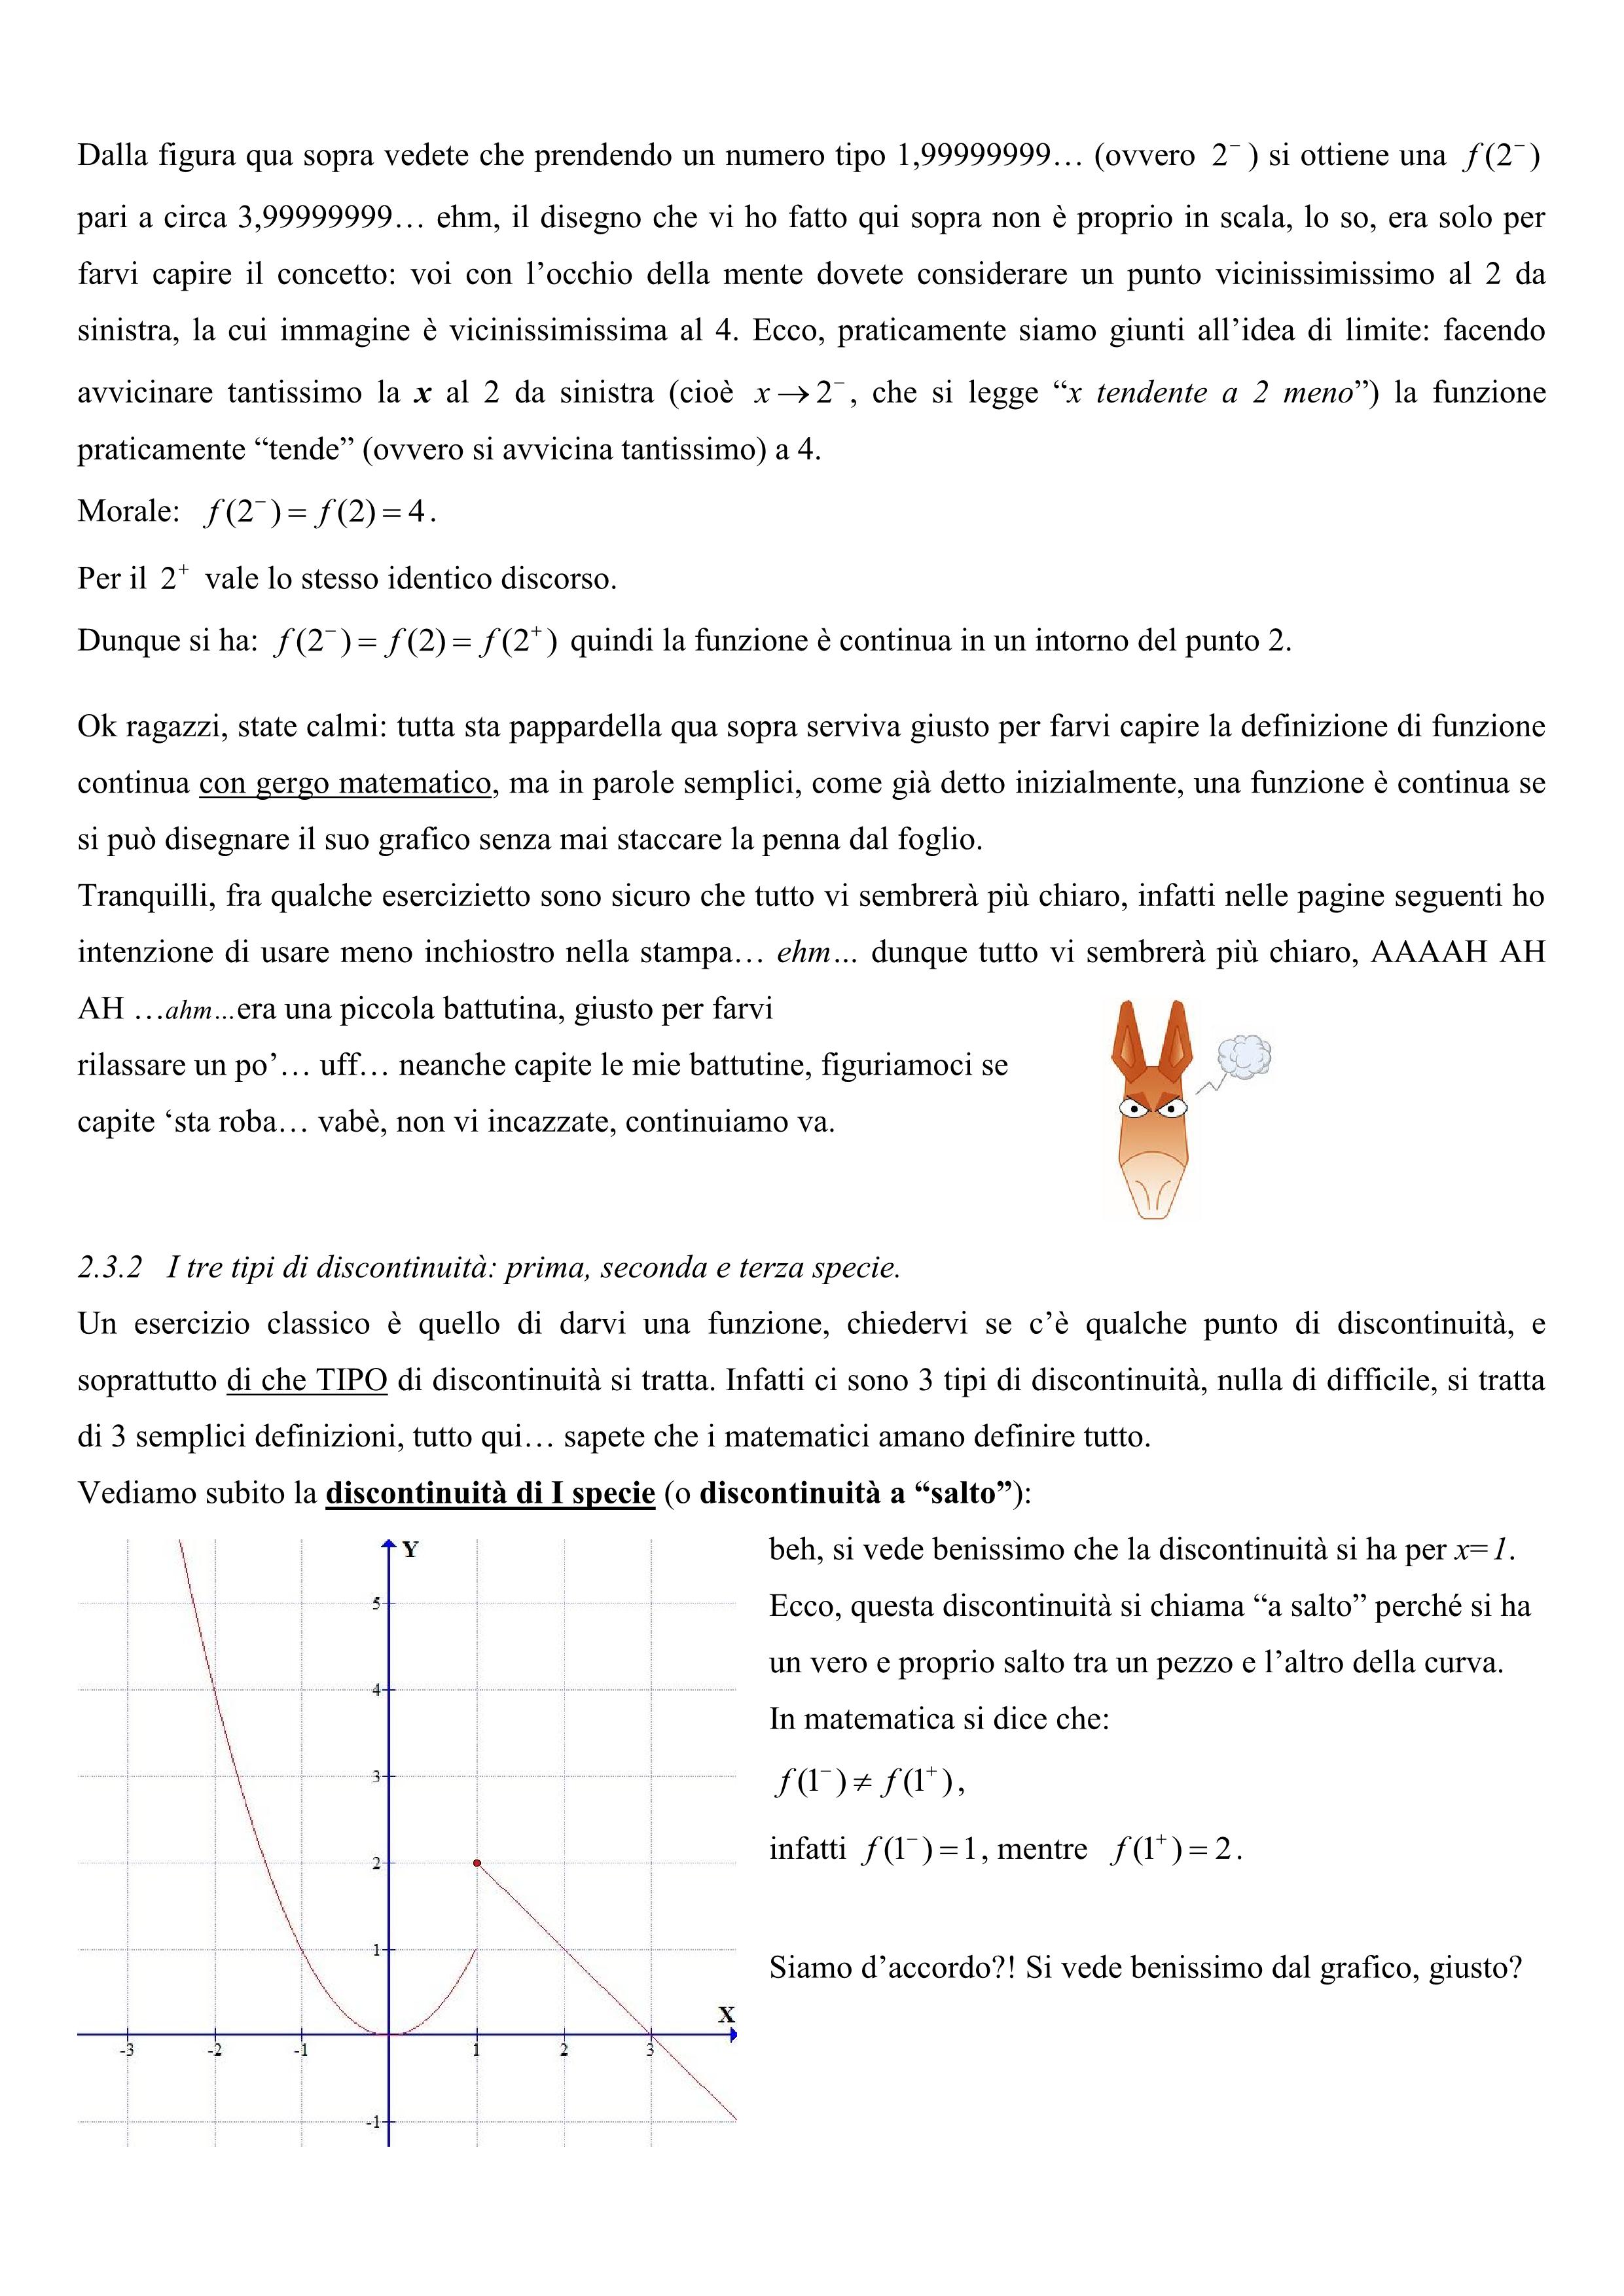 Dalla figura qua sopra vedete che prendendo un numero tipo 1,99999999… (ovvero 2⁻ ) si ottiene una f(2⁻)
pari a circa 3,99999999… ehm, il disegno che vi ho fatto qui sopra non è proprio in scala, lo so, era solo per
farvi capire il concetto: voi con l’occhio della mente dovete considerare un punto vicinissimissimo al 2 da
sinistra, la cui immagine è vicinissimissima al 4. Ecco, praticamente siamo giunti all’idea di limite: facendo
avvicinare tantissimo la x al 2 da sinistra (cioè x→2⁻, che si legge “x tendente a 2 meno”) la funzione
praticamente “tende” (ovvero si avvicina tantissimo) a 4.
Morale: f(2⁻)= f(2)=4.
Per il 2⁺ vale lo stesso identico discorso.
Dunque si ha: f(2⁻)= f(2)= f(2⁺) quindi la funzione è continua in un intorno del punto 2.
Ok ragazzi, state calmi: tutta sta pappardella qua sopra serviva giusto per farvi capire la definizione di funzione
continua con gergo matematico, ma in parole semplici, come già detto inizialmente, una funzione è continua se
si può disegnare il suo grafico senza mai staccare la penna dal foglio.
Tranquilli, fra qualche esercizietto sono sicuro che tutto vi sembrerà più chiaro, infatti nelle pagine seguenti ho
intenzione di usare meno inchiostro nella stampa… ehm… dunque tutto vi sembrerà più chiaro, AAAAH AH
AH …ahm…era una piccola battutina, giusto per farvi
rilassare un po’… uff… neanche capite le mie battutine, figuriamoci se
capite ‘sta roba… vabè, non vi incazzate, continuiamo va.
2.3.2 I tre tipi di discontinuità: prima, seconda e terza specie.
Un esercizio classico è quello di darvi una funzione, chiedervi se c’è qualche punto di discontinuità, e
soprattutto di che TIPO di discontinuità si tratta. Infatti ci sono 3 tipi di discontinuità, nulla di difficile, si tratta
di 3 semplici definizioni, tutto qui… sapete che i matematici amano definire tutto.
Vediamo subito la discontinuità di I specie (o discontinuità a “salto”):
beh, si vede benissimo che la discontinuità si ha per x=1.
Ecco, questa discontinuità si chiama “a salto” perché si ha
un vero e proprio salto tra un pezzo e l’altro della curva.
In matematica si dice che:
f(1⁻)≠ f(1⁺),
infatti f(1⁻)=1, mentre f(1⁺)=2.
Siamo d’accordo?! Si vede benissimo dal grafico, giusto?
Y
5
4
3
2
1
X
-3 -2 -1 1 2 3
-1